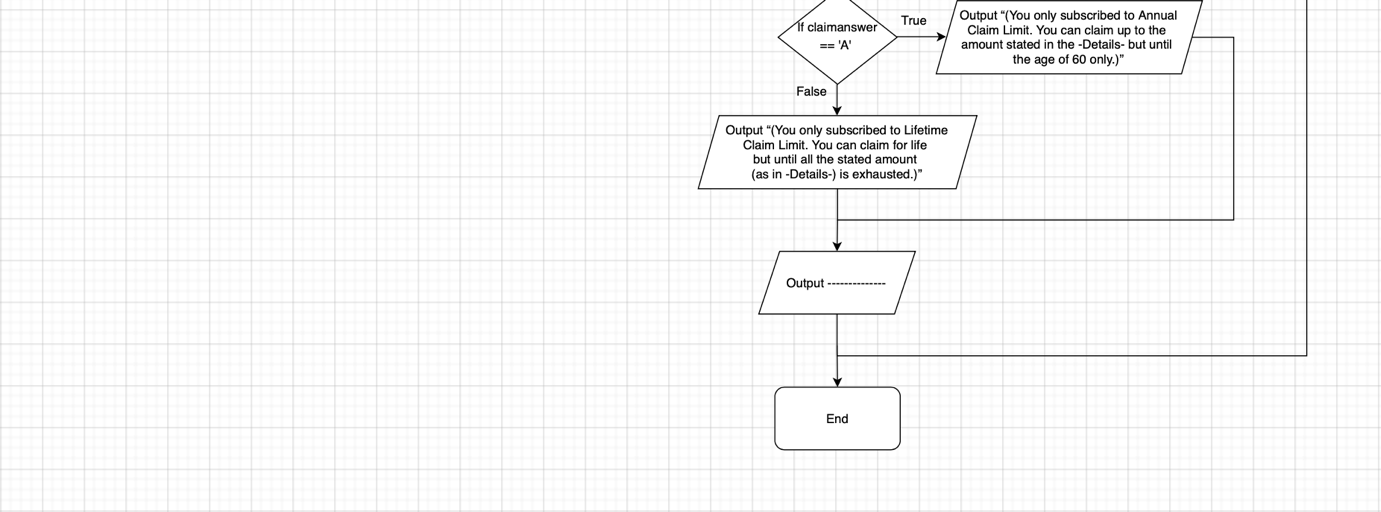 If claimanswer
== 'A'
True
Output “(You only subscribed to Annual
Claim Limit. You can claim up to the
amount stated in the -Details- but until
the age of 60 only.)”
False
Output “(You only subscribed to Lifetime
Claim Limit. You can claim for life
but until all the stated amount
(as in -Details-) is exhausted.)”
Output --------------
End